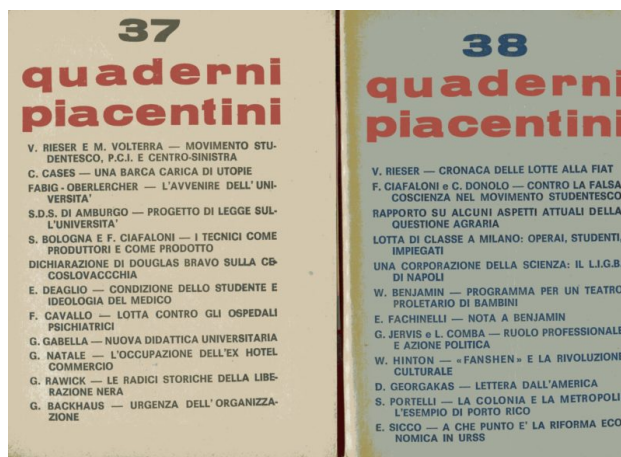 37
quaderni
piacentini
V. RIESER E M. VOLTERRA — MOVIMENTO STU-
DENTESCO, P.C.I. E CENTRO-SINISTRA
C. CASES — UNA BARCA CARICA DI UTOPIE
FABIG - OBERLERCHER — L'AVVENIRE DELL' UNI-
VERSITA'
S.D.S. DI AMBURGO — PROGETTO DI LEGGE SUL-
L'UNIVERSITA'
S. BOLOGNA E F. CIAFALONI — I TECNICI COME
PRODUTTORI E COME PRODOTTO
DICHIARAZIONE DI DOUGLAS BRAVO SULLA CE-
COSLOVACCCHIA
E. DEAGLIO — CONDIZIONE DELLO STUDENTE E
IDEOLOGIA DEL MEDICO
F. CAVALLO — LOTTA CONTRO GLI OSPEDALI
PSICHIATRICI
G. GABELLA — NUOVA DIDATTICA UNIVERSITARIA
G. NATALE — L'OCCUPAZIONE DELL'EX HOTEL
COMMERCIO
G. RAWICK — LE RADICI STORICHE DELLA LIBE-
RAZIONE NERA
G. BACKHAUS — URGENZA DELL'ORGANIZZA-
ZIONE
38
quaderni
piacentini
V. RIESER — CRONACA DELLE LOTTE ALLA FIAT
F. CIAFALONI e C. DONOLO — CONTRO LA FALSA
COSCIENZA NEL MOVIMENTO STUDENTESCO
RAPPORTO SU ALCUNI ASPETTI ATTUALI DELLA
QUESTIONE AGRARIA
LOTTA DI CLASSE A MILANO: OPERAI, STUDENTI,
IMPIEGATI
UNA CORPORAZIONE DELLA SCIENZA: IL L.I.G.B.
DI NAPOLI
W. BENJAMIN — PROGRAMMA PER UN TEATRO
PROLETARIO DI BAMBINI
E. FACHINELLI — NOTA A BENJAMIN
G. JERVIS e L. COMBA — RUOLO PROFESSIONALE
E AZIONE POLITICA
W. HINTON — «FANSHEN» E LA RIVOLUZIONE
CULTURALE
D. GEORGAKAS — LETTERA DALL'AMERICA
S. PORTELLI — LA COLONIA E LA METROPOLI
L'ESEMPIO DI PORTO RICO
E. SICCO — A CHE PUNTO E' LA RIFORMA ECO
NOMICA IN URSS